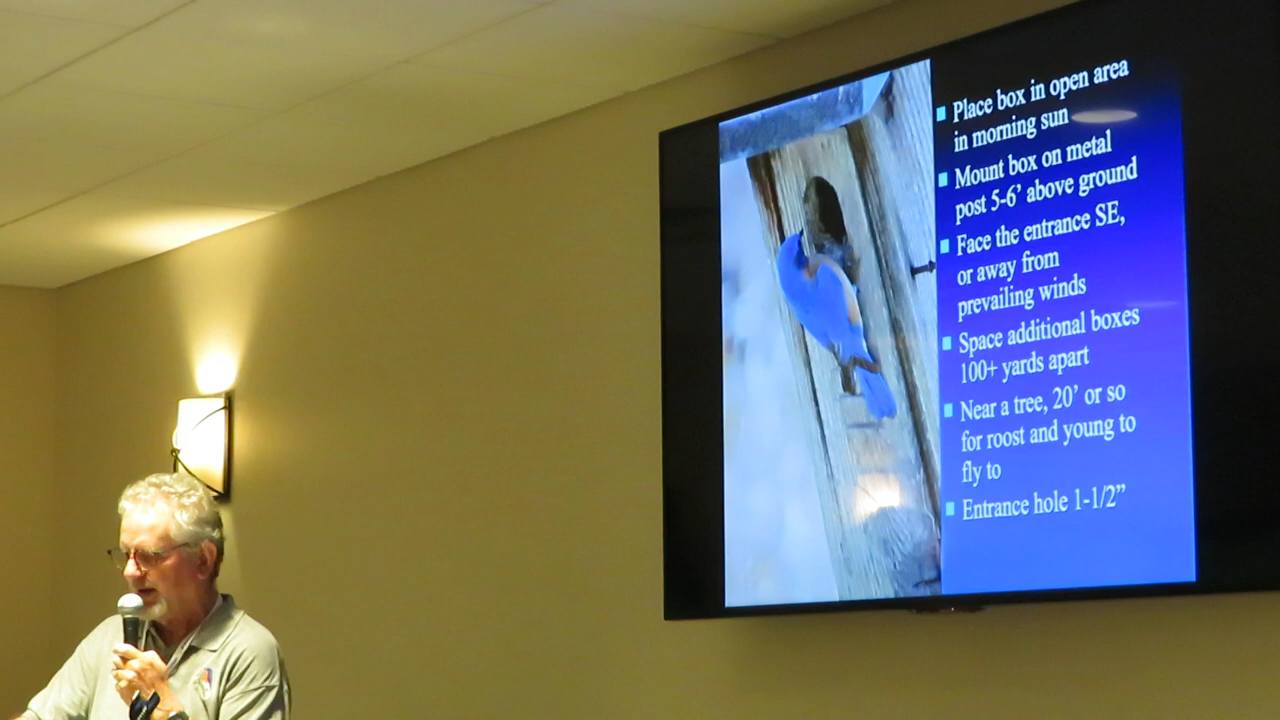 Place box in open area
in morning sun
Mount box on metal
post 5-6’ above ground
Face the entrance SE,
or away from
prevailing winds
Space additional boxes
100+ yards apart
Near a tree, 20’ or so
for roost and young to
fly to
Entrance hole 1-1/2”